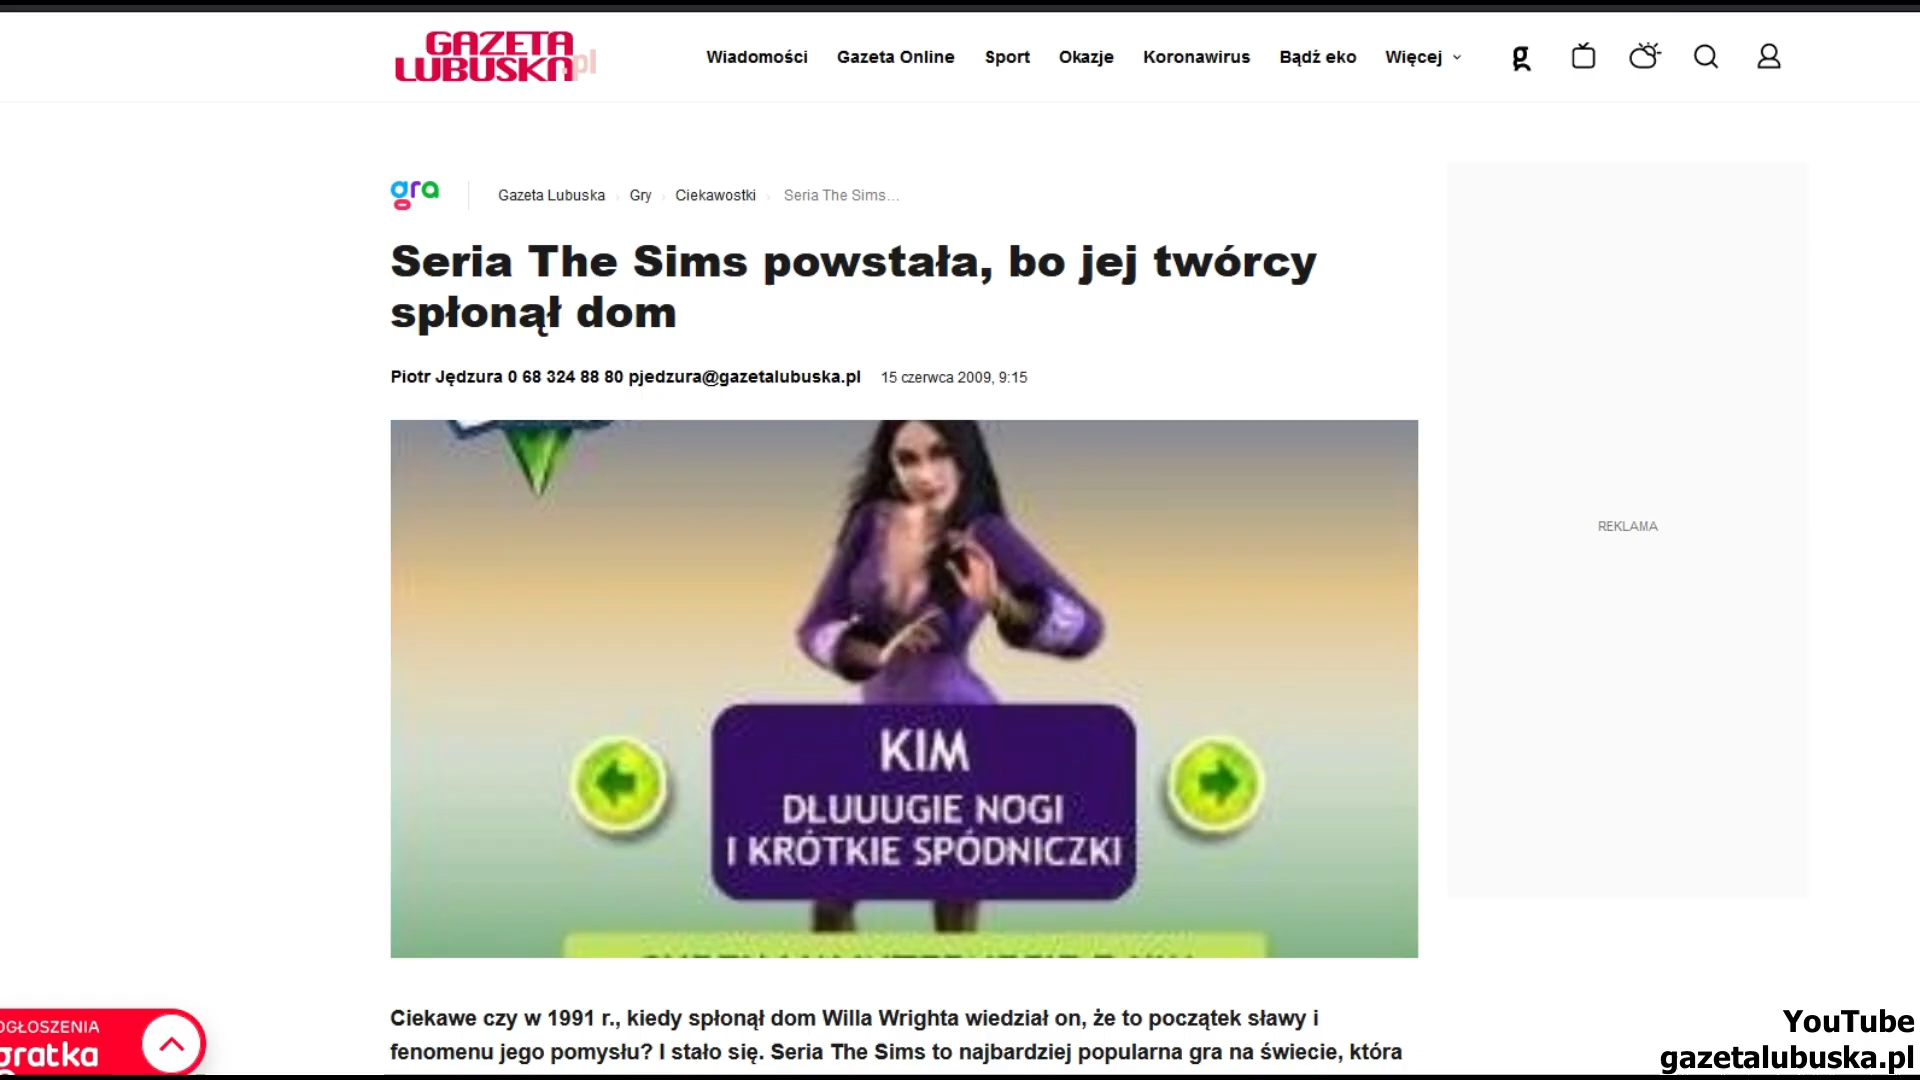 GAZETA
LUBUSKA.pl
Wiadomości Gazeta Online Sport Okazje Koronawirus Bądź eko Więcej
g
gra
Gazeta Lubuska Gry Ciekawostki Seria The Sims...
Seria The Sims powstała, bo jej twórcy
spłonął dom
Piotr Jędzura 0 68 324 88 80 pjedzura@gazetalubuska.pl 15 czerwca 2009, 9:15
KIM
DŁUUUGIE NOGI
I KRÓTKIE SPÓDNICZKI
REKLAMA
Ciekawe czy w 1991 r., kiedy spłonął dom Willa Wrighta wiedział on, że to początek sławy i
fenomenu jego pomysłu? I stało się. Seria The Sims to najbardziej popularna gra na świecie, która
OGŁOSZENIA
gratka
YouTube
gazetalubuska.pl